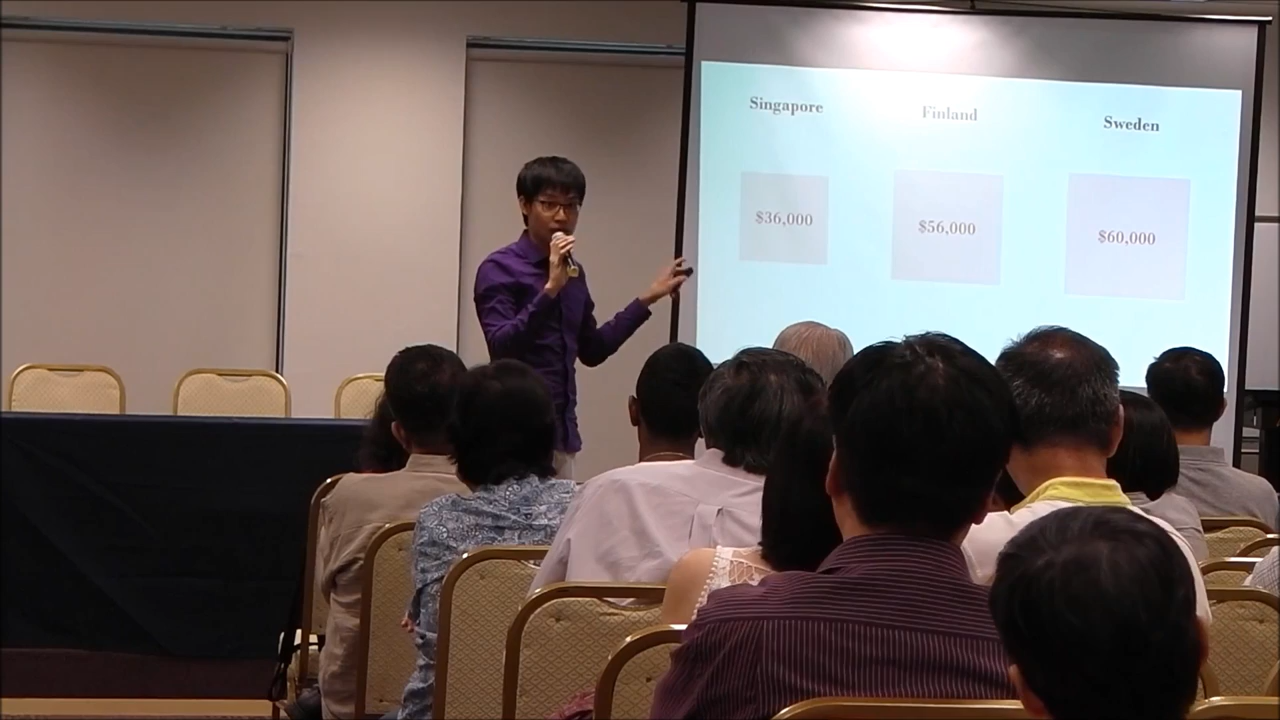 Singapore
Finland
Sweden
$36,000
$56,000
$60,000